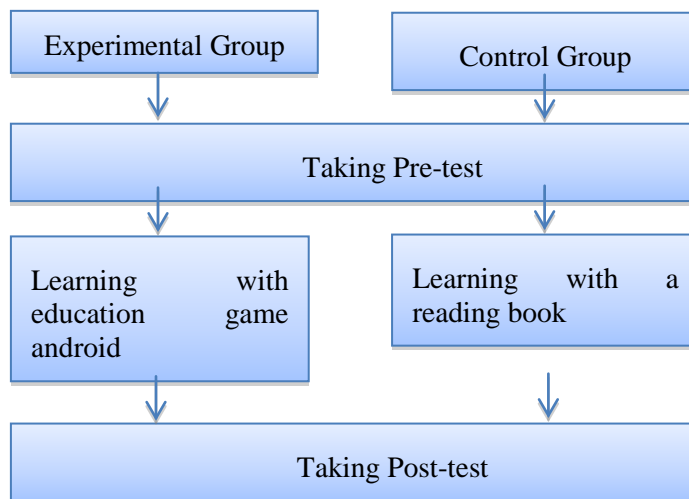 Experimental Group
Control Group
Taking Pre-test
Learning with
education game
android
Learning with a
reading book
Taking Post-test